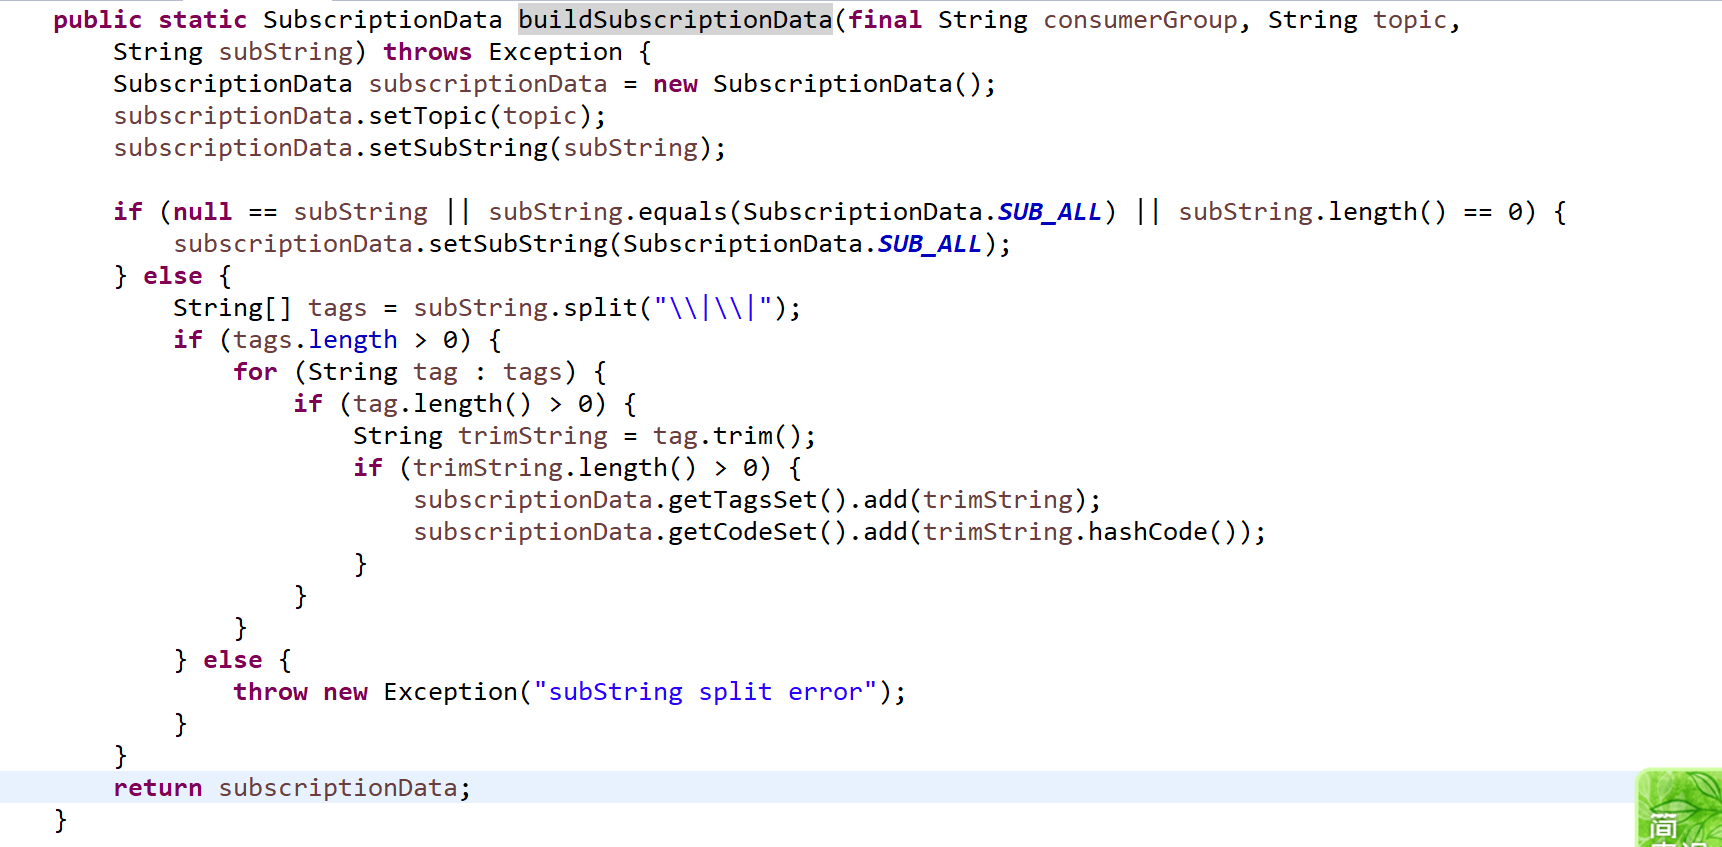 public static SubscriptionData buildSubscriptionData(final String consumerGroup, String topic,
    String subString) throws Exception {
    SubscriptionData subscriptionData = new SubscriptionData();
    subscriptionData.setTopic(topic);
    subscriptionData.setSubString(subString);

    if (null == subString || subString.equals(SubscriptionData.SUB_ALL) || subString.length() == 0) {
        subscriptionData.setSubString(SubscriptionData.SUB_ALL);
    } else {
        String[] tags = subString.split("\\|\\|");
        if (tags.length > 0) {
            for (String tag : tags) {
                if (tag.length() > 0) {
                    String trimString = tag.trim();
                    if (trimString.length() > 0) {
                        subscriptionData.getTagsSet().add(trimString);
                        subscriptionData.getCodeSet().add(trimString.hashCode());
                    }
                }
            }
        } else {
            throw new Exception("subString split error");
        }
    }
    return subscriptionData;
}
简